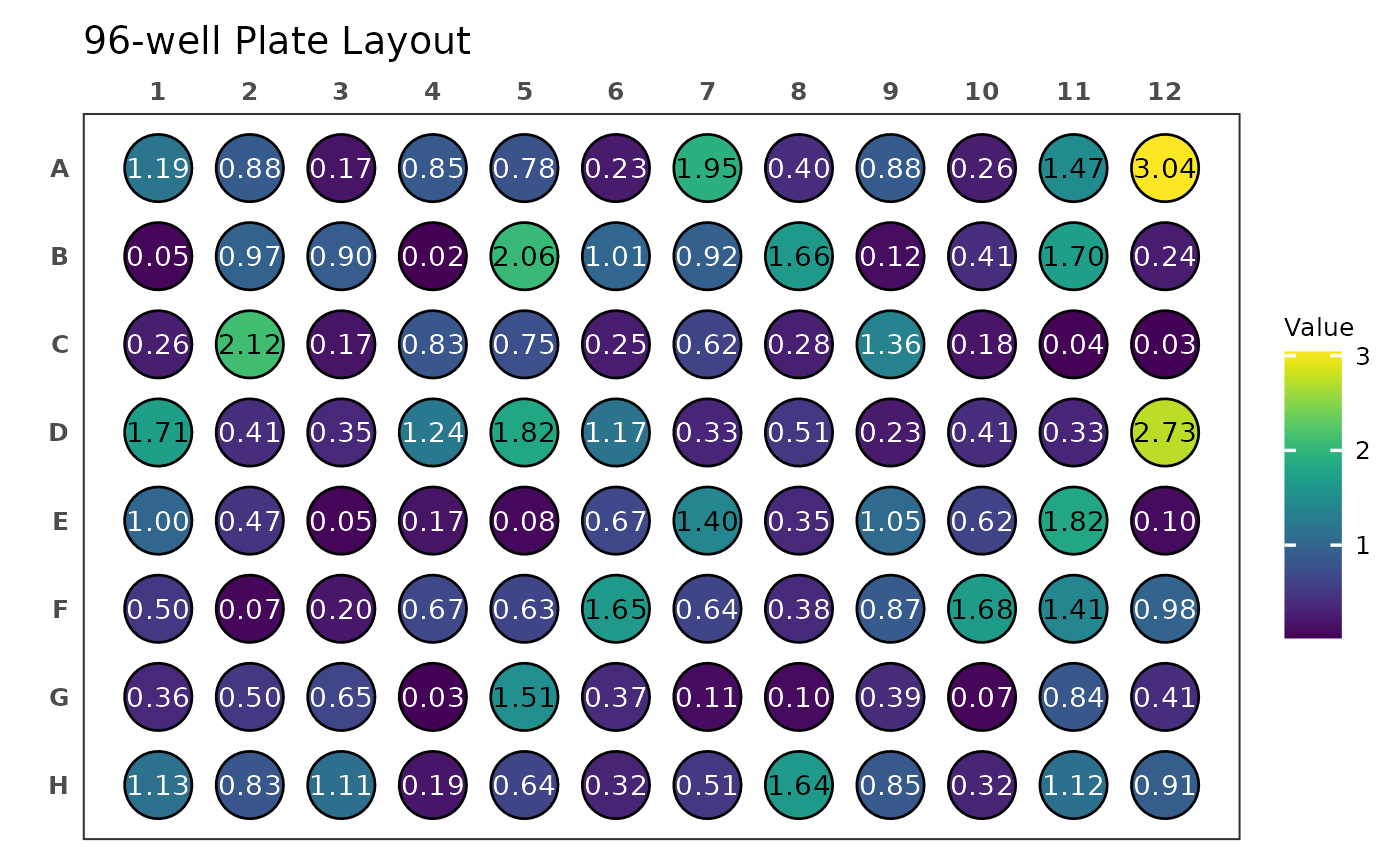 96-well Plate Layout
1 2 3 4 5 6 7 8 9 10 11 12
A 1.19 0.88 0.17 0.85 0.78 0.23 1.95 0.40 0.88 0.26 1.47 3.04
B 0.05 0.97 0.90 0.02 2.06 1.01 0.92 1.66 0.12 0.41 1.70 0.24
C 0.26 2.12 0.17 0.83 0.75 0.25 0.62 0.28 1.36 0.18 0.04 0.03
D 1.71 0.41 0.35 1.24 1.82 1.17 0.33 0.51 0.23 0.41 0.33 2.73
E 1.00 0.47 0.05 0.17 0.08 0.67 1.40 0.35 1.05 0.62 1.82 0.10
F 0.50 0.07 0.20 0.67 0.63 1.65 0.64 0.38 0.87 1.68 1.41 0.98
G 0.36 0.50 0.65 0.03 1.51 0.37 0.11 0.10 0.39 0.07 0.84 0.41
H 1.13 0.83 1.11 0.19 0.64 0.32 0.51 1.64 0.85 0.32 1.12 0.91
Value
3
2
1